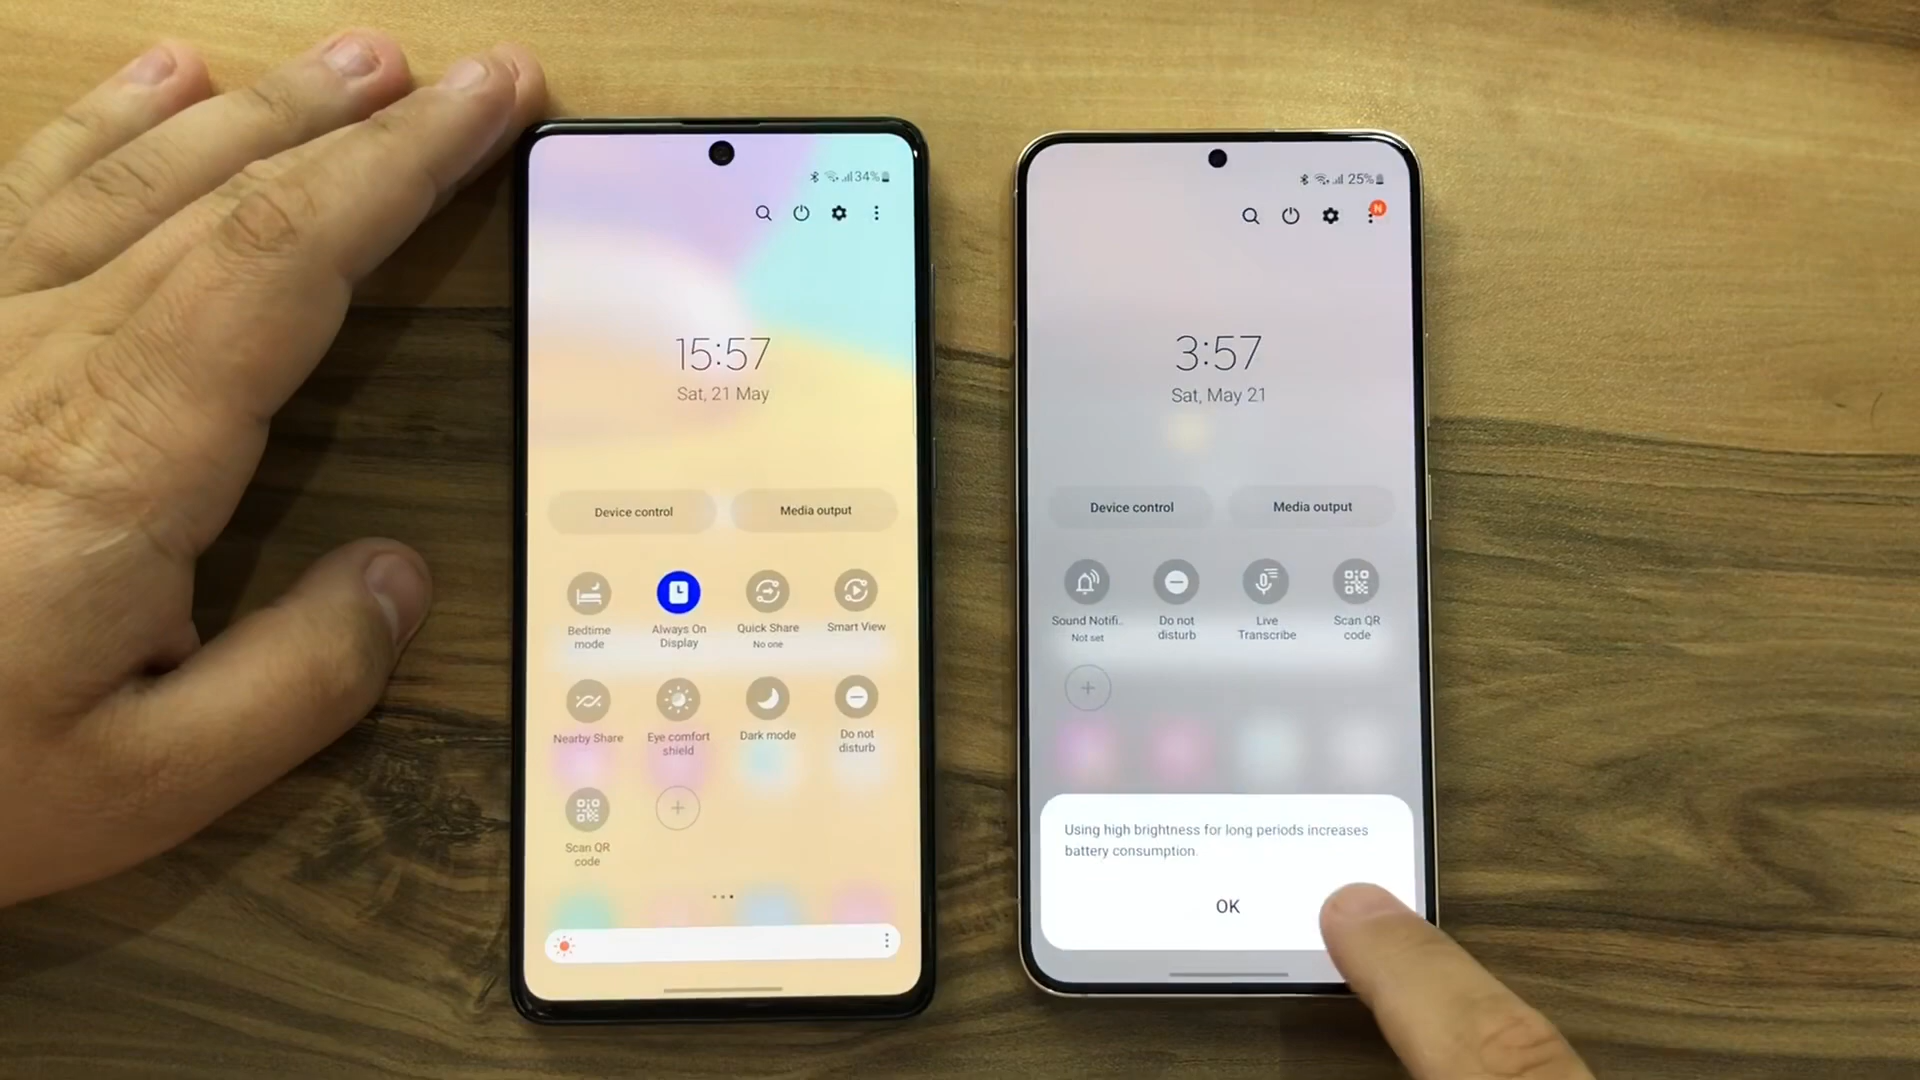 34%
15:57
Sat, 21 May
Device control
Media output
Bedtime
mode
Always On
Display
Quick Share
No one
Smart View
Nearby Share
Eye comfort
shield
Dark mode
Do not
disturb
Scan QR
code
25%
N
3:57
Sat, May 21
Device control
Media output
Sound Notifi..
Not set
Do not
disturb
Live
Transcribe
Scan QR
code
Using high brightness for long periods increases
battery consumption.
OK